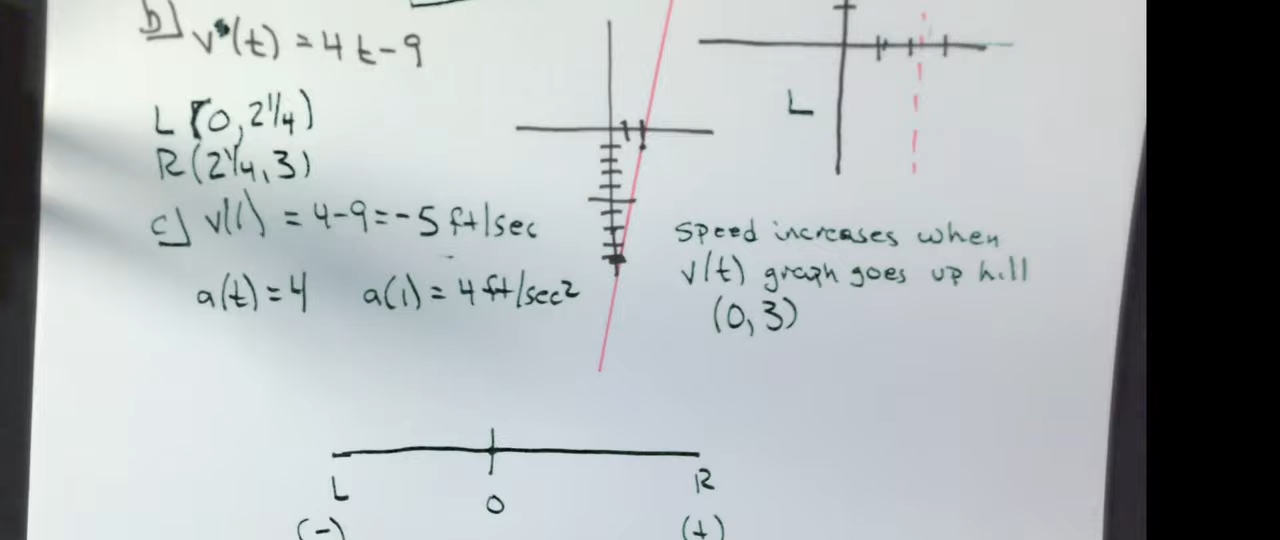 b) v(t) = 4t - 9
L (0, 2 1/4)
R (2 1/4, 3)
c) v(1) = 4-9 = -5 ft/sec
a(t) = 4 a(1) = 4 ft/sec²
L
speed increases when
v(t) graph goes up hill
(0, 3)
L 0 R
(-) (+)